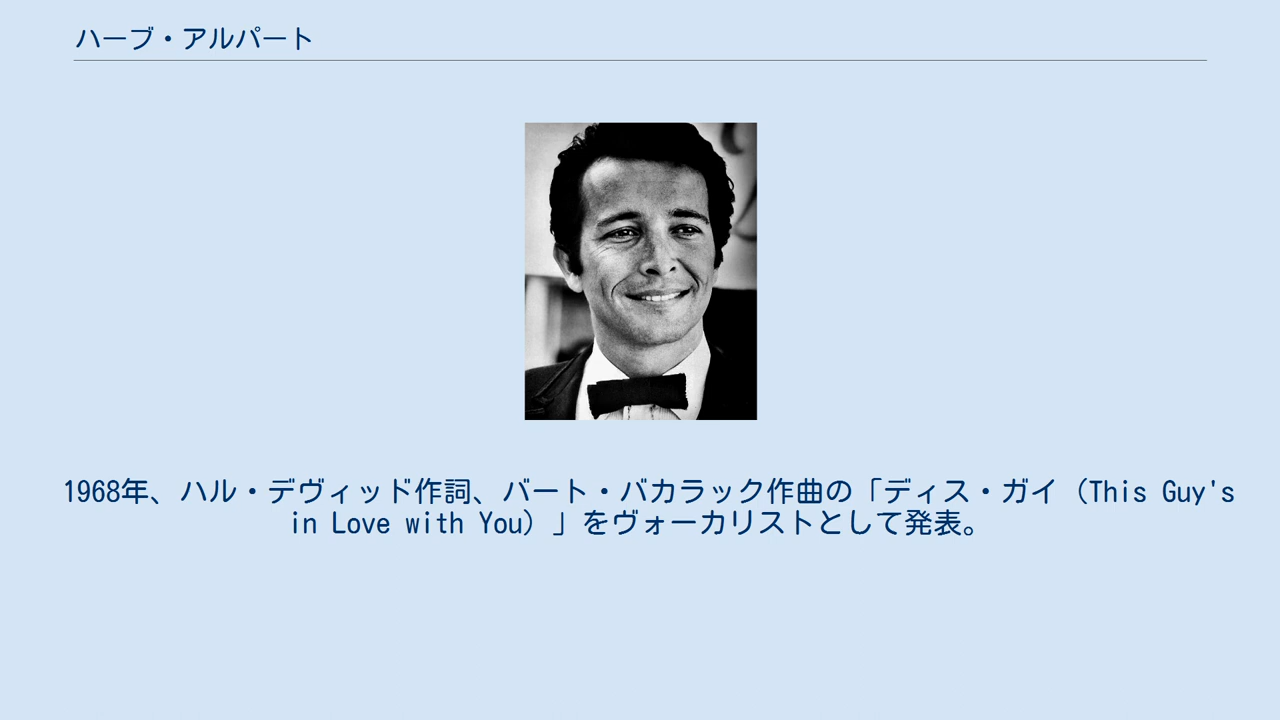 ハーブ・アルパート
1968年、ハル・デヴィッド作詞、バート・バカラック作曲の「ディス・ガイ（This Guy's
in Love with You）」をヴォーカリストとして発表。